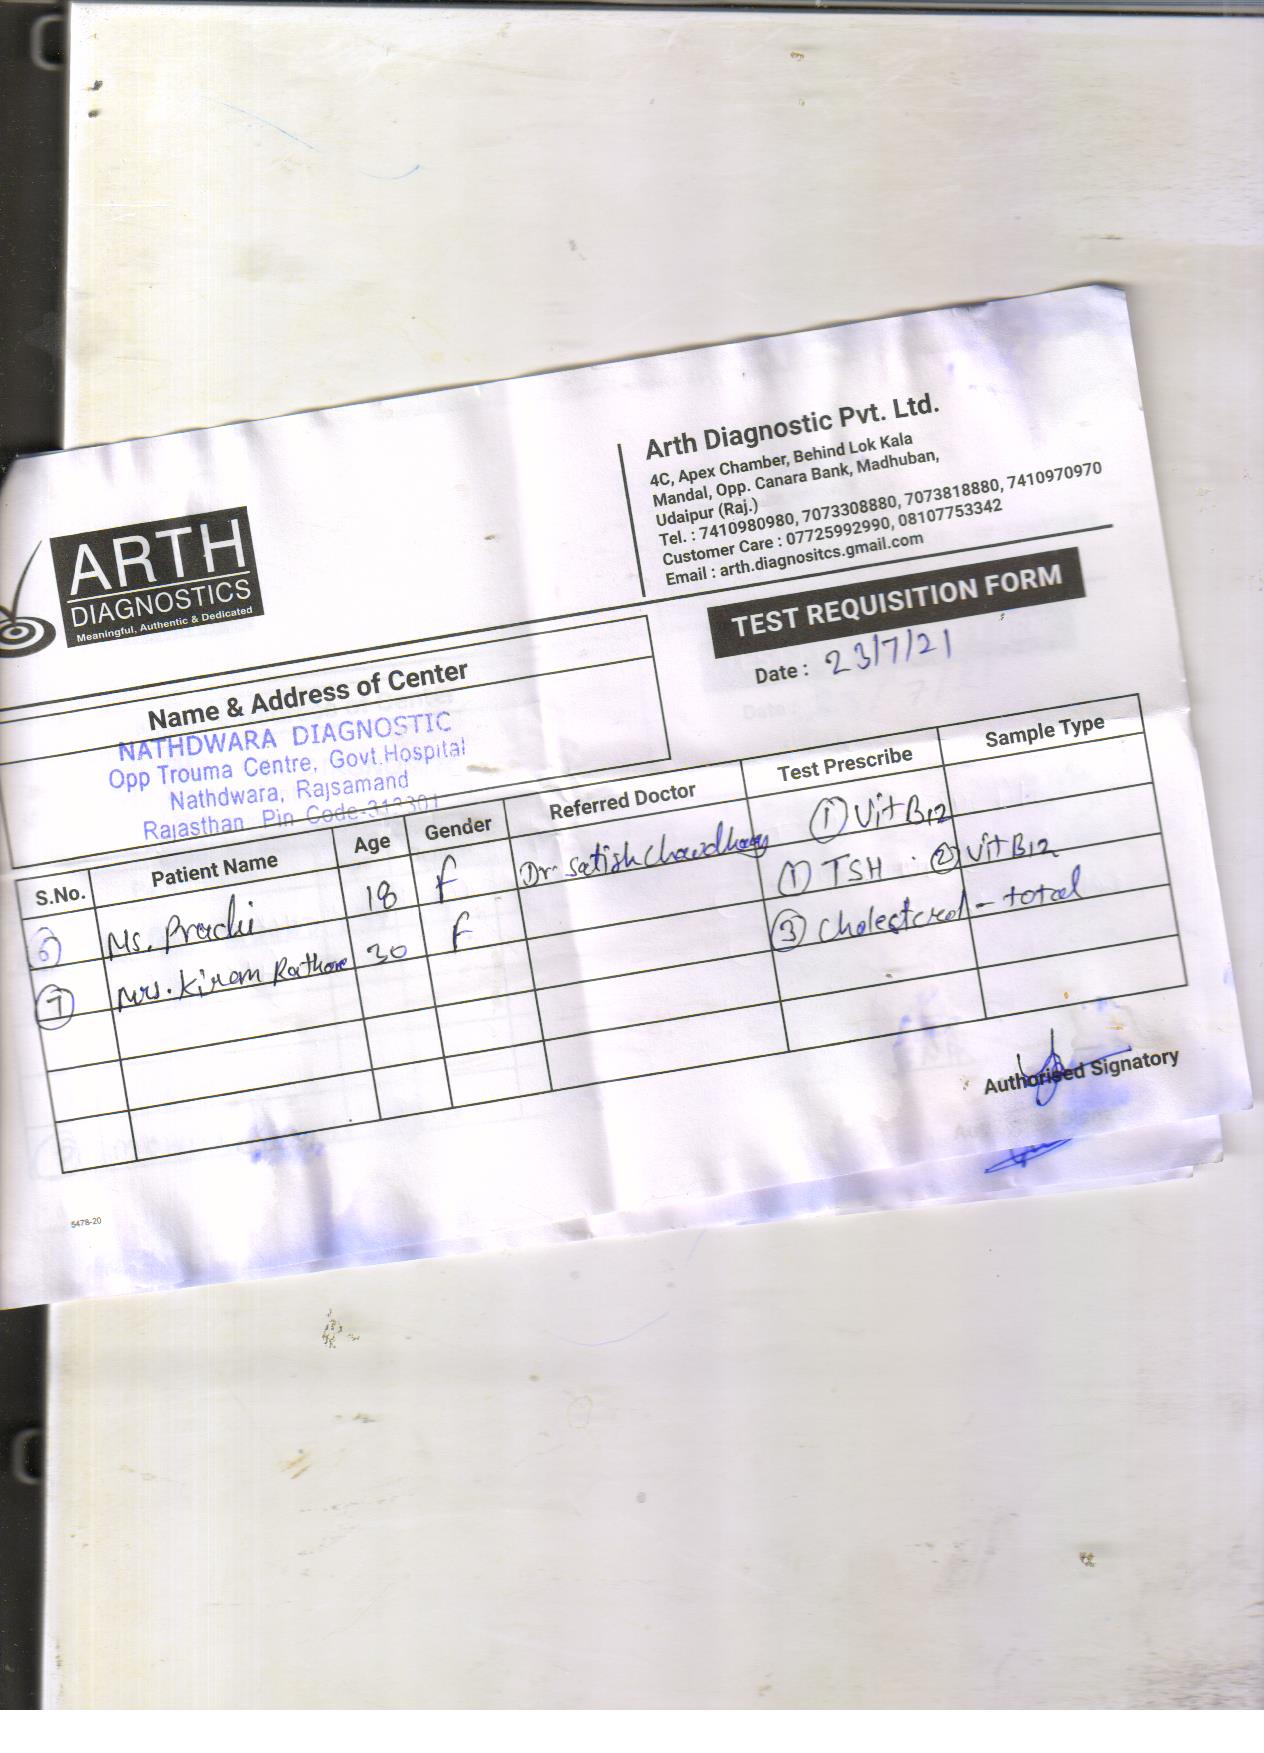 ARTH
DIAGNOSTICS
Meaningful, Authentic & Dedicated
Arth Diagnostic Pvt. Ltd.
4C, Apex Chamber, Behind Lok Kala
Mandal, Opp. Canara Bank, Madhuban,
Udaipur (Raj.)
Tel. : 7410980980, 7073308880, 7073818880, 7410970970
Customer Care : 07725992990, 08107753342
Email : arth.diagnositcs.gmail.com
TEST REQUISITION FORM
Date : 23/7/21
Name & Address of Center
NATHDWARA DIAGNOSTIC
Opp Trouma Centre, Govt.Hospital
Nathdwara, Rajsamand
Rajasthan Pin Code-313301
S.No. Patient Name Age Gender Referred Doctor Test Prescribe Sample Type
6 Ms. Prachi 18 F Dr. Satish Chowdhary ① Vit B12
7 Mrs. Kiran Rathore 30 F ① TSH ② Vit B12
③ Cholesterol - total
Authorised Signatory
5478-20